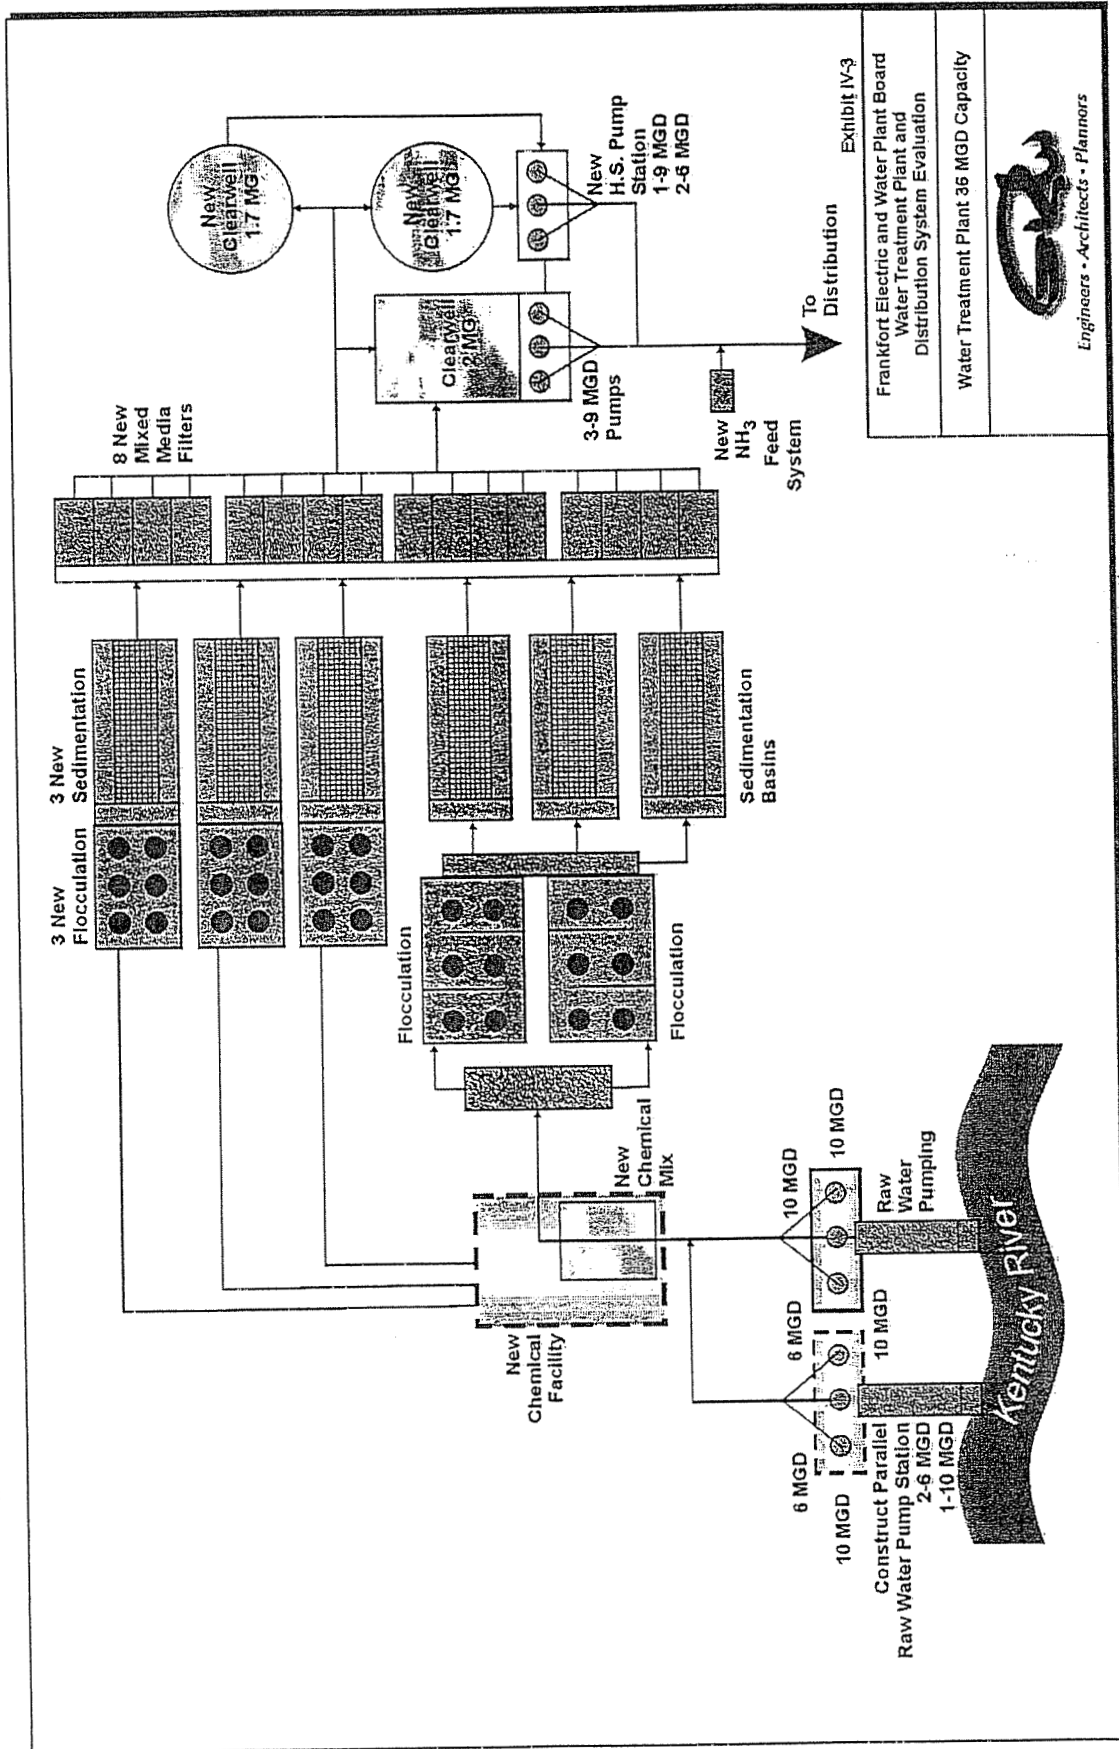 3 New
Flocculation
3 New
Sedimentation
8 New
Mixed
Media
Filters
New
Clearwell
1.7 MG
New
Clearwell
1.7 MG
Clearwell
2 MG
New
H.S. Pump
Station
1-9 MGD
2-6 MGD
3-9 MGD
Pumps
New
NH3
Feed
System
To
Distribution
Flocculation
Flocculation
Sedimentation
Basins
New
Chemical
Facility
New
Chemical
Mix
6 MGD
6 MGD
10 MGD
10 MGD
10 MGD
10 MGD
Construct Parallel
Raw Water Pump Station
2-6 MGD
1-10 MGD
Raw
Water
Pumping
Kentucky River
Exhibit IV-3
Frankfort Electric and Water Plant Board
Water Treatment Plant and
Distribution System Evaluation
Water Treatment Plant 36 MGD Capacity
GRW
Engineers • Architects • Plannors